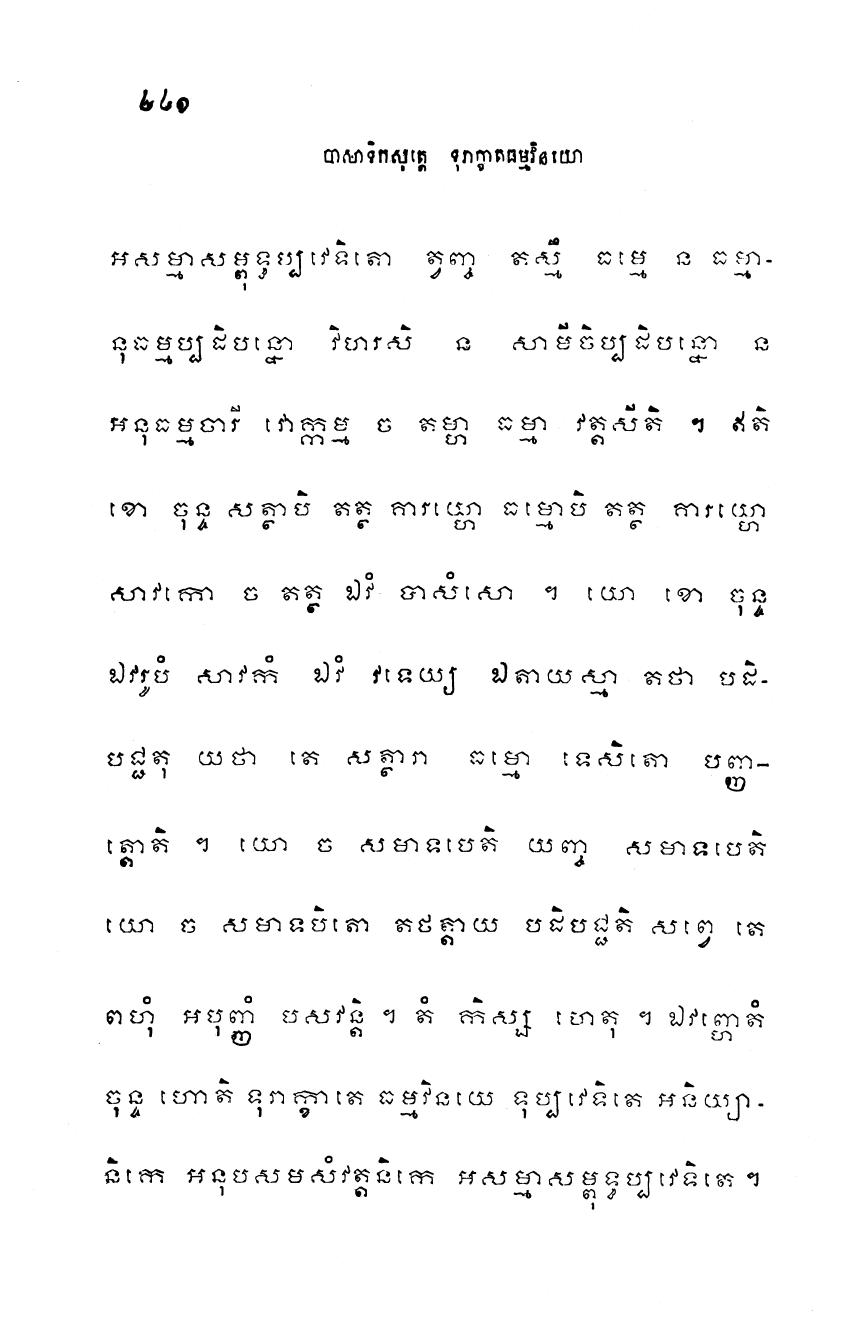 ២៤០
បាសាទិកសុត្តេ ទុរាក្ខាតធម្មវិនយោ
អសម្មាសម្ពុទ្ធប្បវេទិតោ ត្វញ្ច តស្មឹ ធម្មេ ន ធម្មា-
នុធម្មប្បដិបន្នោ វិហរសិ ន សាមីចិប្បដិបន្នោ ន
អនុធម្មចារី វោក្កម្ម ច តម្ហា ធម្មា វត្តសីតិ ។ ឥតិ
ខោ ចុន្ទ សត្ថាបិ តត្ថ ការយ្ហោ ធម្មោបិ តត្ថ ការយ្ហោ
សាវកោ ច តត្ថ ឯវំ បាសំសោ ។ យោ ខោ ចុន្ទ
ឯវរូបំ សាវកំ ឯវំ វទេយ្យ ឯតាយស្មា តថា បដិ-
បជ្ជតុ យថា តេ សត្ថារា ធម្មោ ទេសិតោ បញ្ញ-
ត្តោតិ ។ យោ ច សមាទបេតិ យញ្ច សមាទបេតិ
យោ ច សមាទបិតោ តថត្តាយ បដិបជ្ជតិ សព្វេ តេ
ពហុំ អបុញ្ញំ បសវន្តិ ។ តំ កិស្ស ហេតុ ។ ឯវញ្ហេតំ
ចុន្ទ ហោតិ ទុរាក្ខាតេ ធម្មវិនយេ ទុប្បវេទិតេ អនិយ្យា-
និកេ អនុបសមសំវត្តនិកេ អសម្មាសម្ពុទ្ធប្បវេទិតេ ។